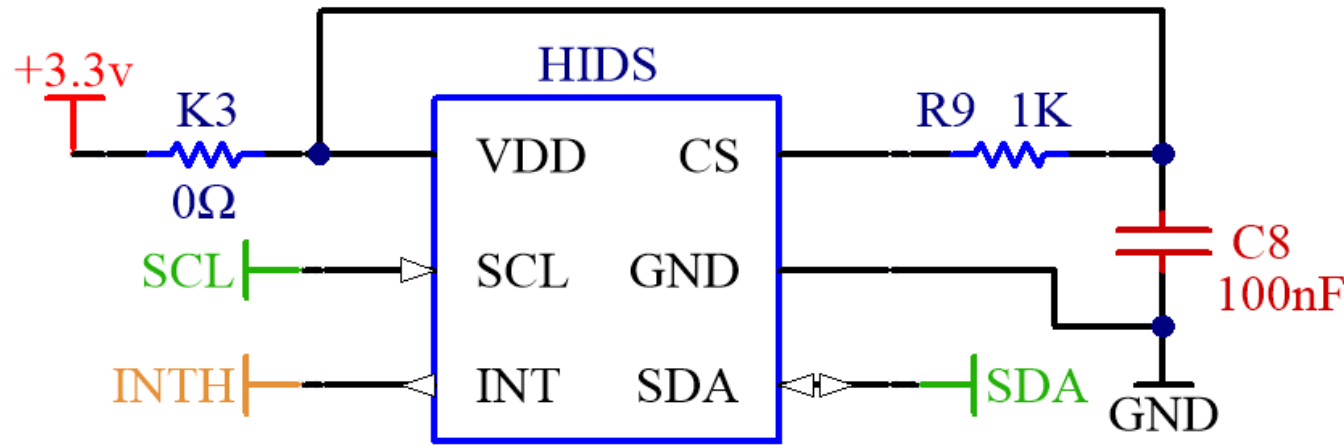 HIDS
+3.3v
K3
R9 1K
VDD
CS
0Ω
C8
SCL
SCL
GND
100nF
INTH
INT
SDA
SDA
GND